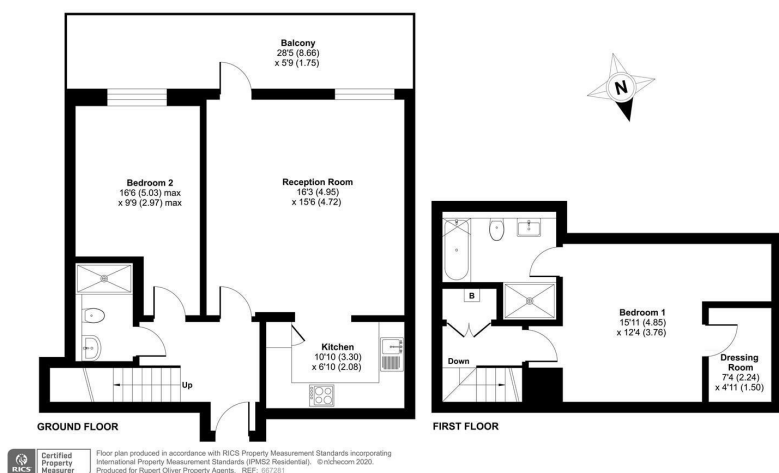 Balcony
28'5 (8.66)
x 5'9 (1.75)
N
Bedroom 2
16'6 (5.03) max
x 9'9 (2.97) max
Reception Room
16'3 (4.95)
x 15'6 (4.72)
Kitchen
10'10 (3.30)
x 6'10 (2.08)
Up
GROUND FLOOR
B
Bedroom 1
15'11 (4.85)
x 12'4 (3.76)
Down
Dressing
Room
7'4 (2.24)
x 4'11 (1.50)
FIRST FLOOR
RICS
Certified
Property
Measurer
Floor plan produced in accordance with RICS Property Measurement Standards incorporating
International Property Measurement Standards (IPMS2 Residential). © nichecom 2020.
Produced for Rupert Oliver Property Agents. REF: 667281